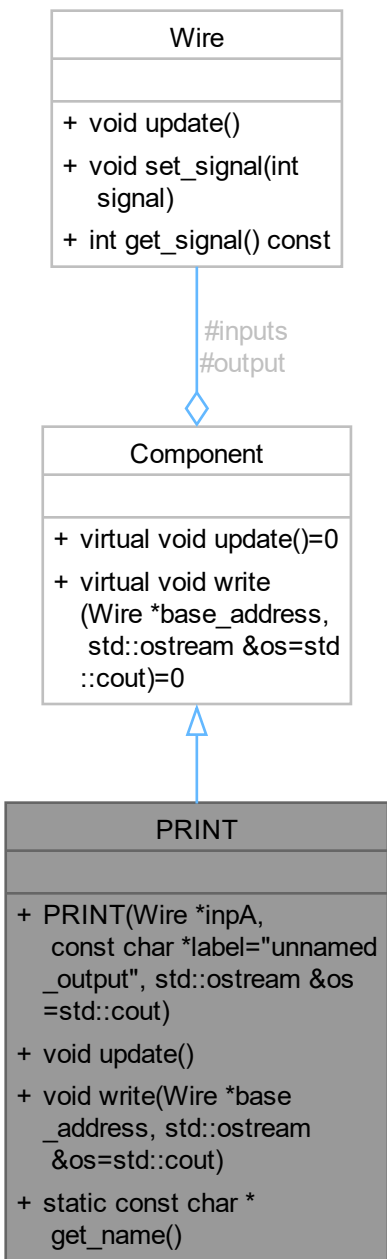 Wire
+ void update()
+ void set_signal(int
signal)
+ int get_signal() const
#inputs
#output
Component
+ virtual void update()=0
+ virtual void write
(Wire *base_address,
std::ostream &os=std
::cout)=0
PRINT
+ PRINT(Wire *inpA,
const char *label="unnamed
_output", std::ostream &os
=std::cout)
+ void update()
+ void write(Wire *base
_address, std::ostream
&os=std::cout)
+ static const char *
get_name()